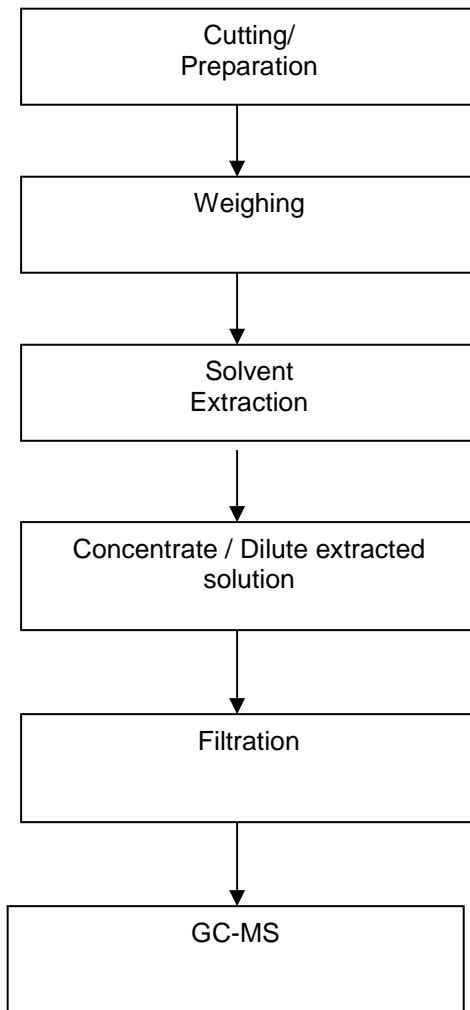 Cutting/
Preparation
Weighing
Solvent
Extraction
Concentrate / Dilute extracted
solution
Filtration
GC-MS